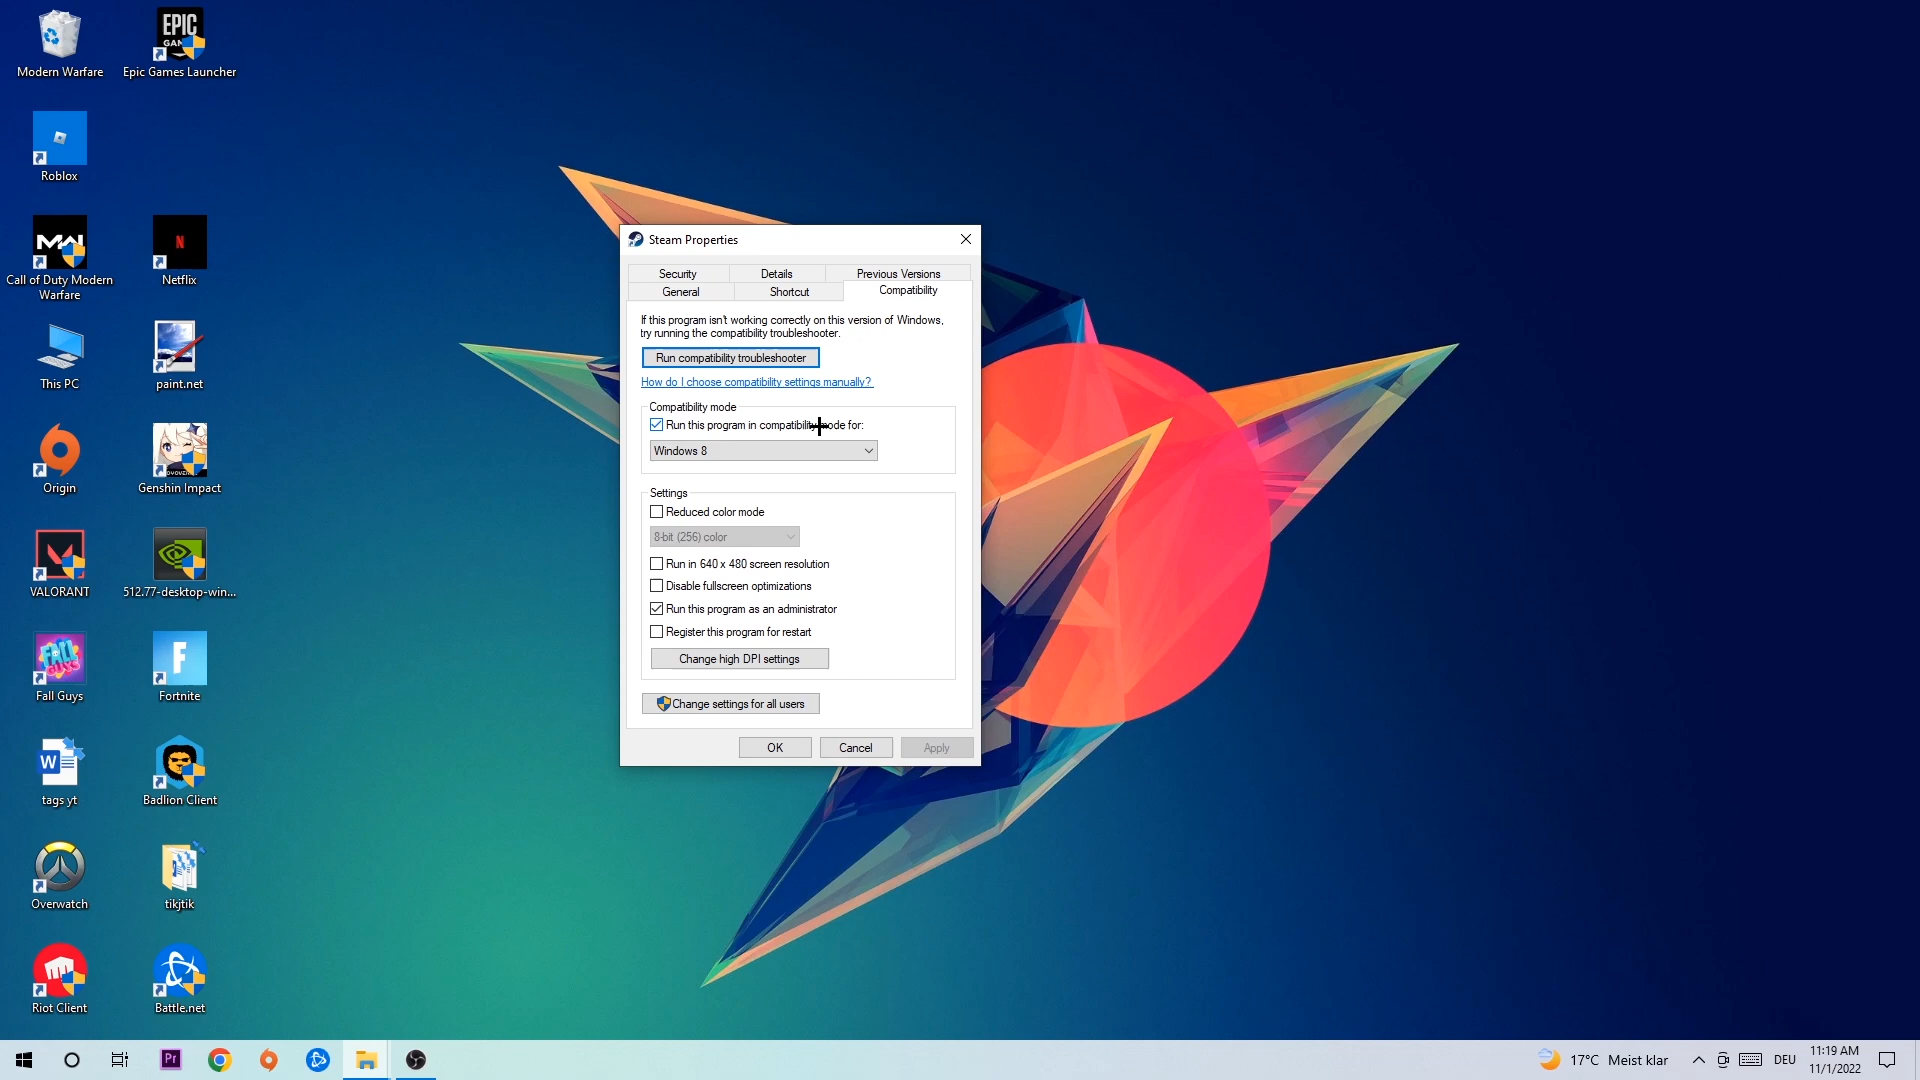 Modern Warfare
EPIC
GAMES
Epic Games Launcher
Roblox
MW
Call of Duty Modern
Warfare
N
Netflix
This PC
paint.net
Origin
Genshin Impact
VALORANT
512.77-desktop-win...
FALL
GUYS
Fall Guys
F
Fortnite
W
tags yt
Badlion Client
Overwatch
tikjtik
Riot Client
Battle.net
Steam Properties
Security
Details
Previous Versions
General
Shortcut
Compatibility
If this program isn't working correctly on this version of Windows,
try running the compatibility troubleshooter.
Run compatibility troubleshooter
How do I choose compatibility settings manually?
Compatibility mode
Run this program in compatibility mode for:
Windows 8
Settings
Reduced color mode
8-bit (256) color
Run in 640 x 480 screen resolution
Disable fullscreen optimizations
Run this program as an administrator
Register this program for restart
Change high DPI settings
Change settings for all users
OK
Cancel
Apply
Pr
17°C Meist klar
DEU
11:19 AM
11/1/2022